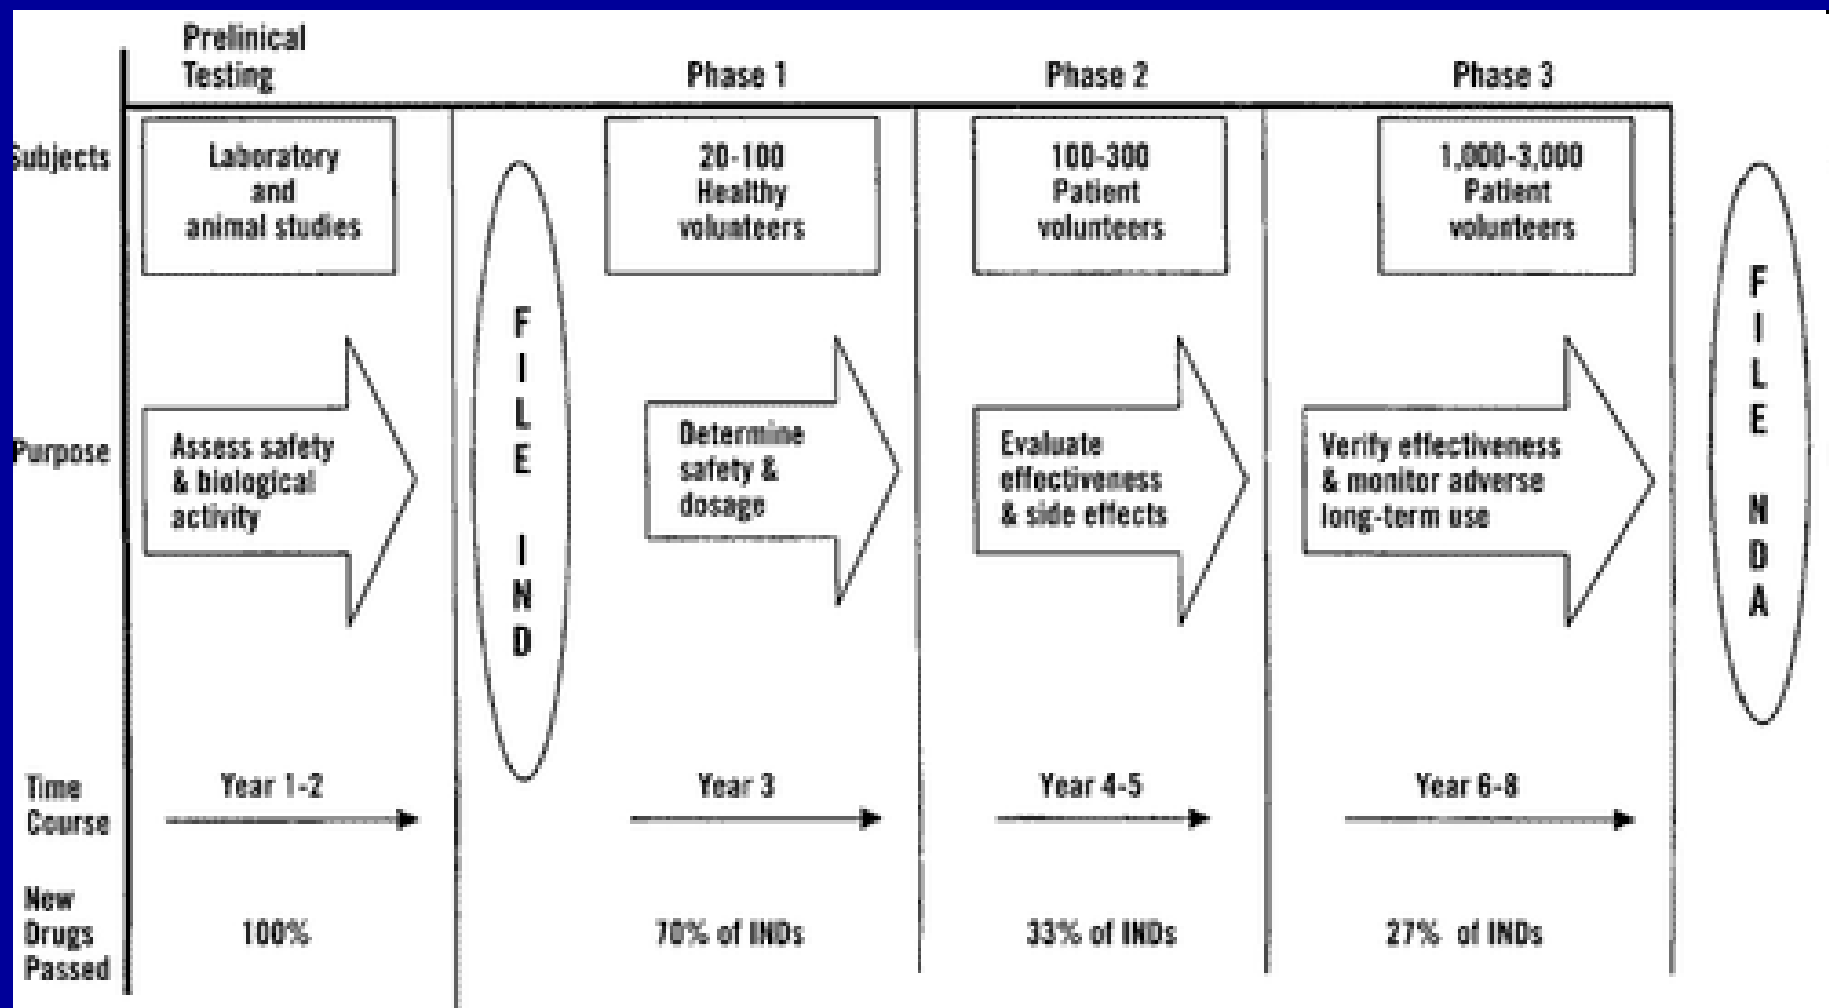 Prelinical
Testing
Phase 1
Phase 2
Phase 3
Subjects
Laboratory
and
animal studies
20-100
Healthy
volunteers
100-300
Patient
volunteers
1,000-3,000
Patient
volunteers
F
I
L
E
I
N
D
F
I
L
E
N
D
A
Purpose
Assess safety
& biological
activity
Determine
safety &
dosage
Evaluate
effectiveness
& side effects
Verify effectiveness
& monitor adverse
long-term use
Time
Course
Year 1-2
Year 3
Year 4-5
Year 6-8
New
Drugs
Passed
100%
70% of INDs
33% of INDs
27% of INDs